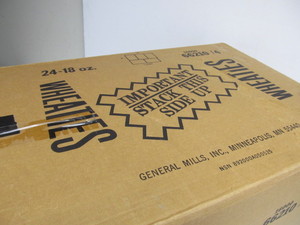 24-18 oz.
WHEATIES
IMPORTANT
STACK THIS
SIDE UP
WHEATIES
GENERAL MILLS, INC., MINNEAPOLIS, MN 55440